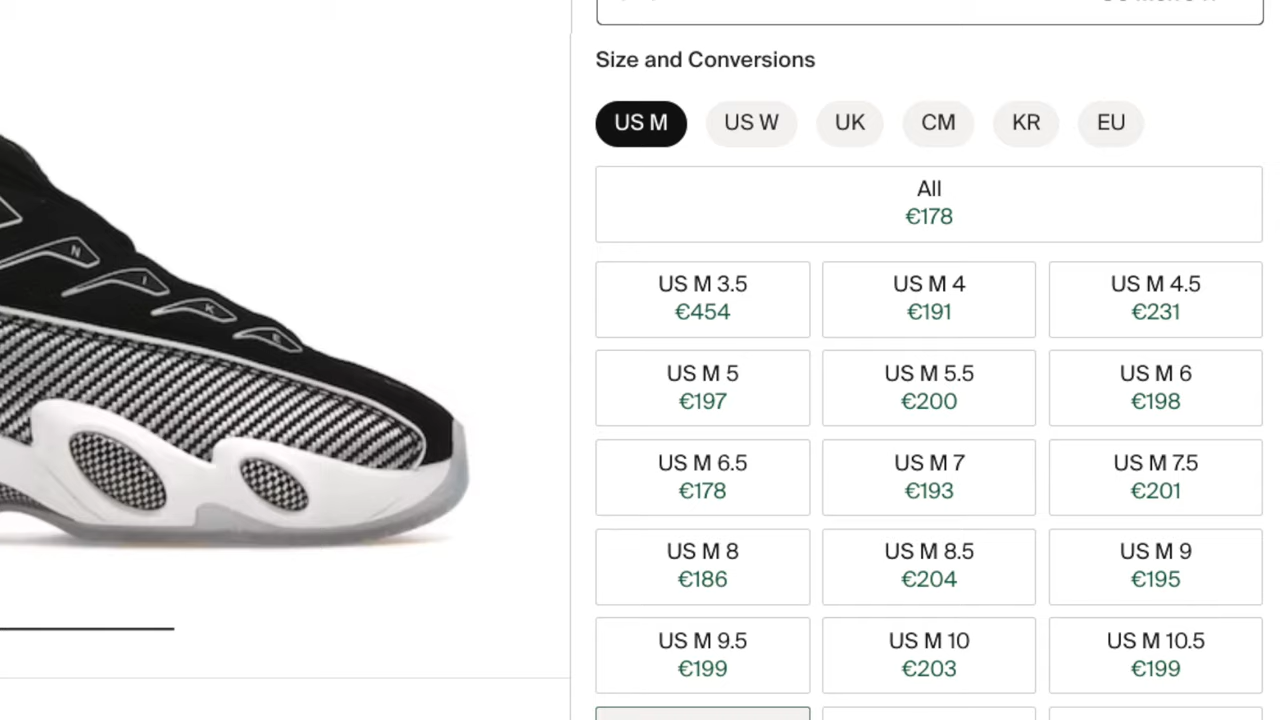 Size and Conversions
US M US W UK CM KR EU
All
€178
US M 3.5 US M 4 US M 4.5
€454 €191 €231
US M 5 US M 5.5 US M 6
€197 €200 €198
US M 6.5 US M 7 US M 7.5
€178 €193 €201
US M 8 US M 8.5 US M 9
€186 €204 €195
US M 9.5 US M 10 US M 10.5
€199 €203 €199
N
I
K
E